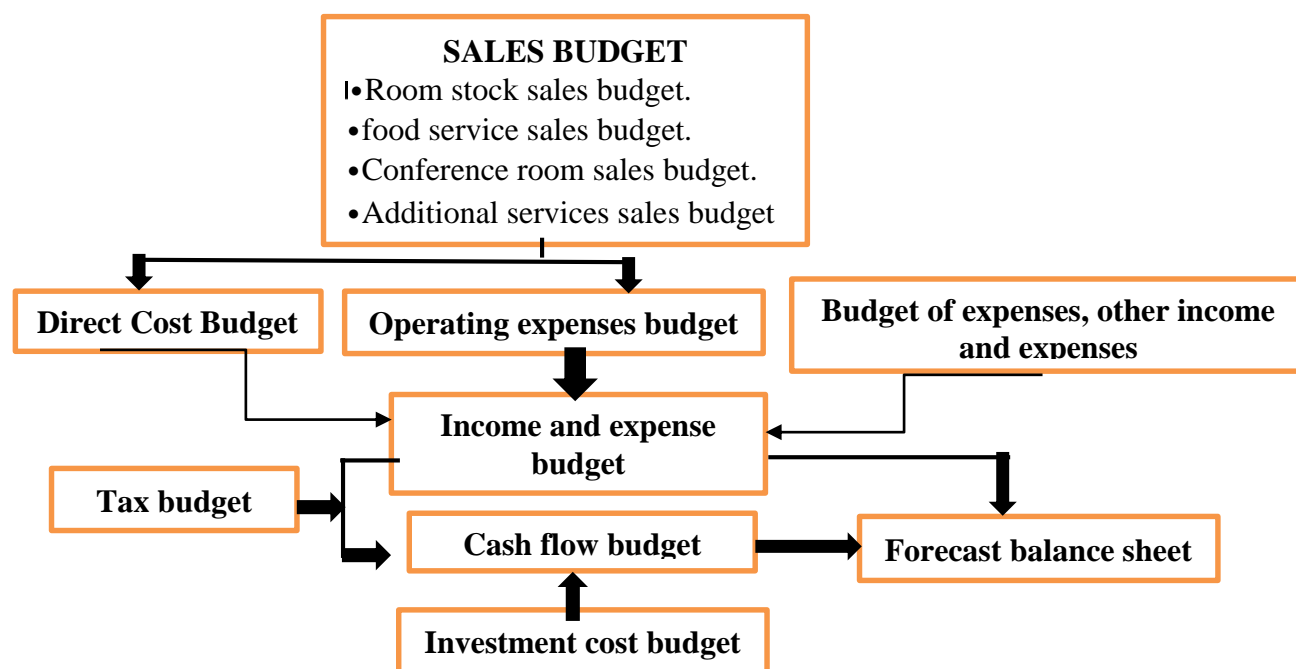 SALES BUDGET
•Room stock sales budget.
•food service sales budget.
•Conference room sales budget.
•Additional services sales budget
Direct Cost Budget
Operating expenses budget
Budget of expenses, other income
and expenses
Income and expense
budget
Tax budget
Cash flow budget
Forecast balance sheet
Investment cost budget